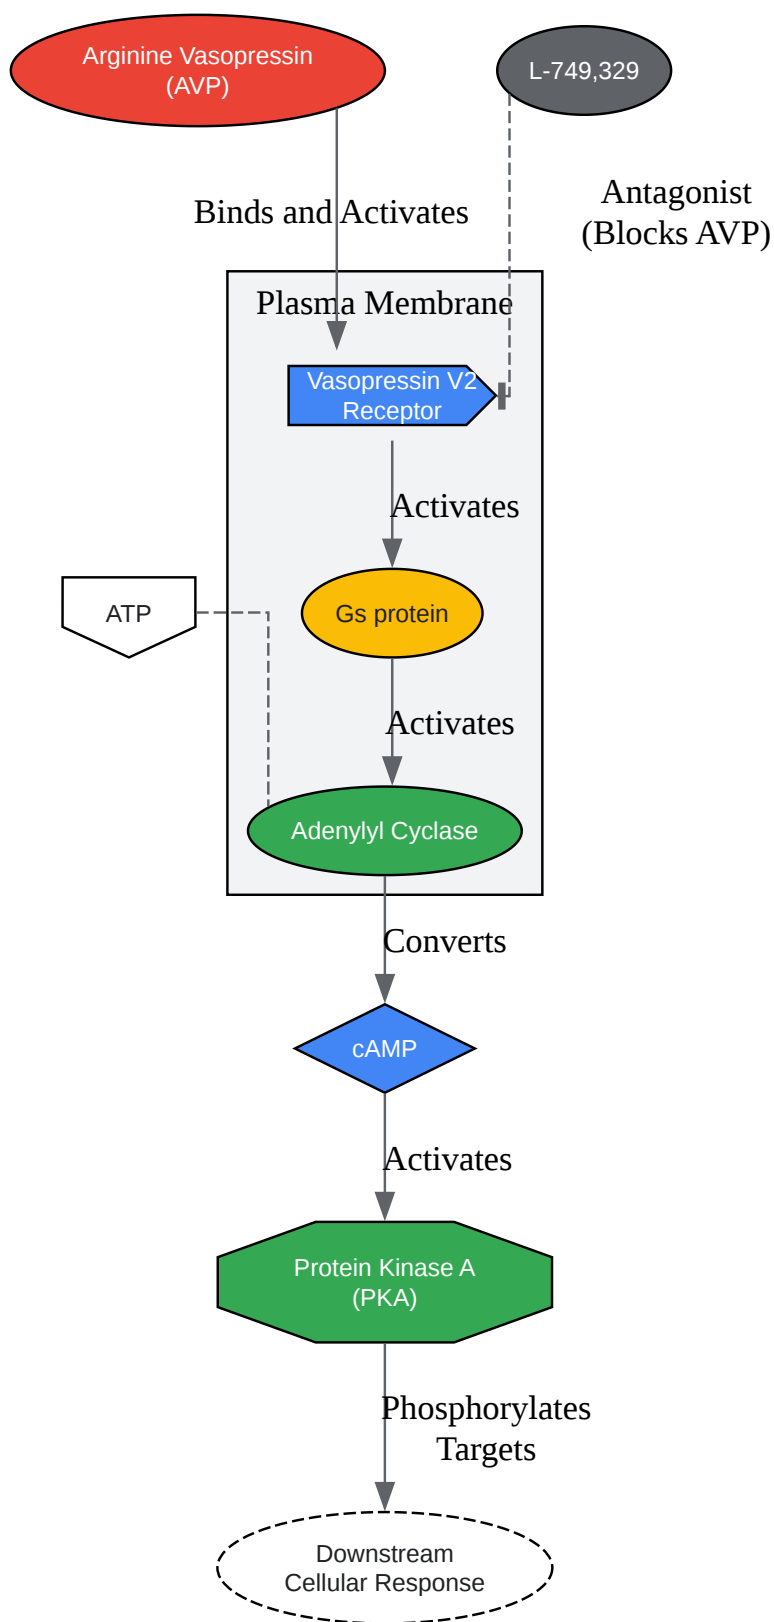 Arginine Vasopressin
(AVP)
L-749,329
Binds and Activates
Antagonist
(Blocks AVP)
Plasma Membrane
Vasopressin V2
Receptor
Activates
ATP
Gs protein
Activates
Adenylyl Cyclase
Converts
cAMP
Activates
Protein Kinase A
(PKA)
Phosphorylates
Targets
Downstream
Cellular Response